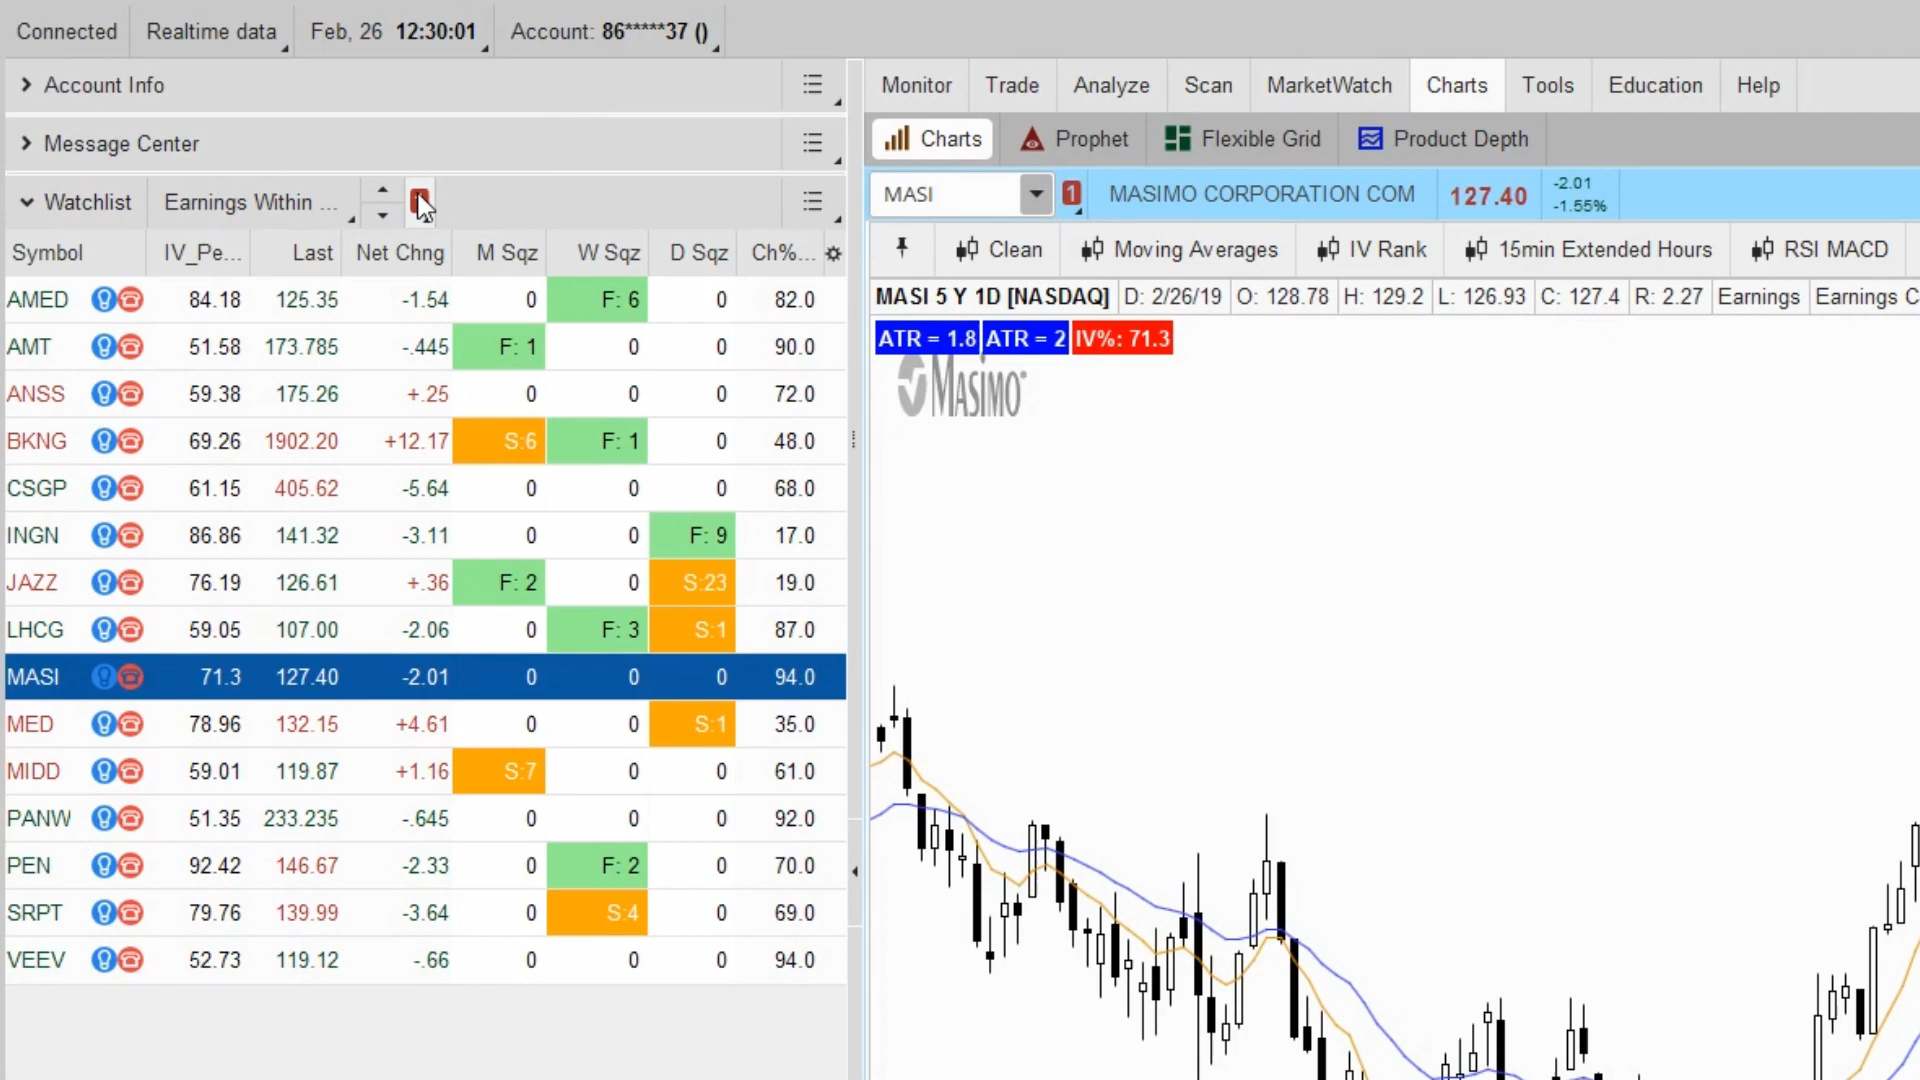 Connected Realtime data Feb, 26 12:30:01 Account: 86*****37 ()
Account Info
Message Center
Watchlist Earnings Within ...
Symbol IV_Pe... Last Net Chng M Sqz W Sqz D Sqz Ch%...
AMED 84.18 125.35 -1.54 0 F: 6 0 82.0
AMT 51.58 173.785 -.445 F: 1 0 0 90.0
ANSS 59.38 175.26 +.25 0 0 0 72.0
BKNG 69.26 1902.20 +12.17 S:6 F: 1 0 48.0
CSGP 61.15 405.62 -5.64 0 0 0 68.0
INGN 86.86 141.32 -3.11 0 0 F: 9 17.0
JAZZ 76.19 126.61 +.36 F: 2 0 S:23 19.0
LHCG 59.05 107.00 -2.06 0 F: 3 S:1 87.0
MASI 71.3 127.40 -2.01 0 0 0 94.0
MED 78.96 132.15 +4.61 0 0 S:1 35.0
MIDD 59.01 119.87 +1.16 S:7 0 0 61.0
PANW 51.35 233.235 -.645 0 0 0 92.0
PEN 92.42 146.67 -2.33 0 F: 2 0 70.0
SRPT 79.76 139.99 -3.64 0 S:4 0 69.0
VEEV 52.73 119.12 -.66 0 0 0 94.0
Monitor Trade Analyze Scan MarketWatch Charts Tools Education Help
Charts Prophet Flexible Grid Product Depth
MASI 1 MASIMO CORPORATION COM 127.40 -2.01
-1.55%
Clean Moving Averages IV Rank 15min Extended Hours RSI MACD
MASI 5 Y 1D [NASDAQ] D: 2/26/19 O: 128.78 H: 129.2 L: 126.93 C: 127.4 R: 2.27 Earnings Earnings C
ATR = 1.8 ATR = 2 IV%: 71.3
MASIMO